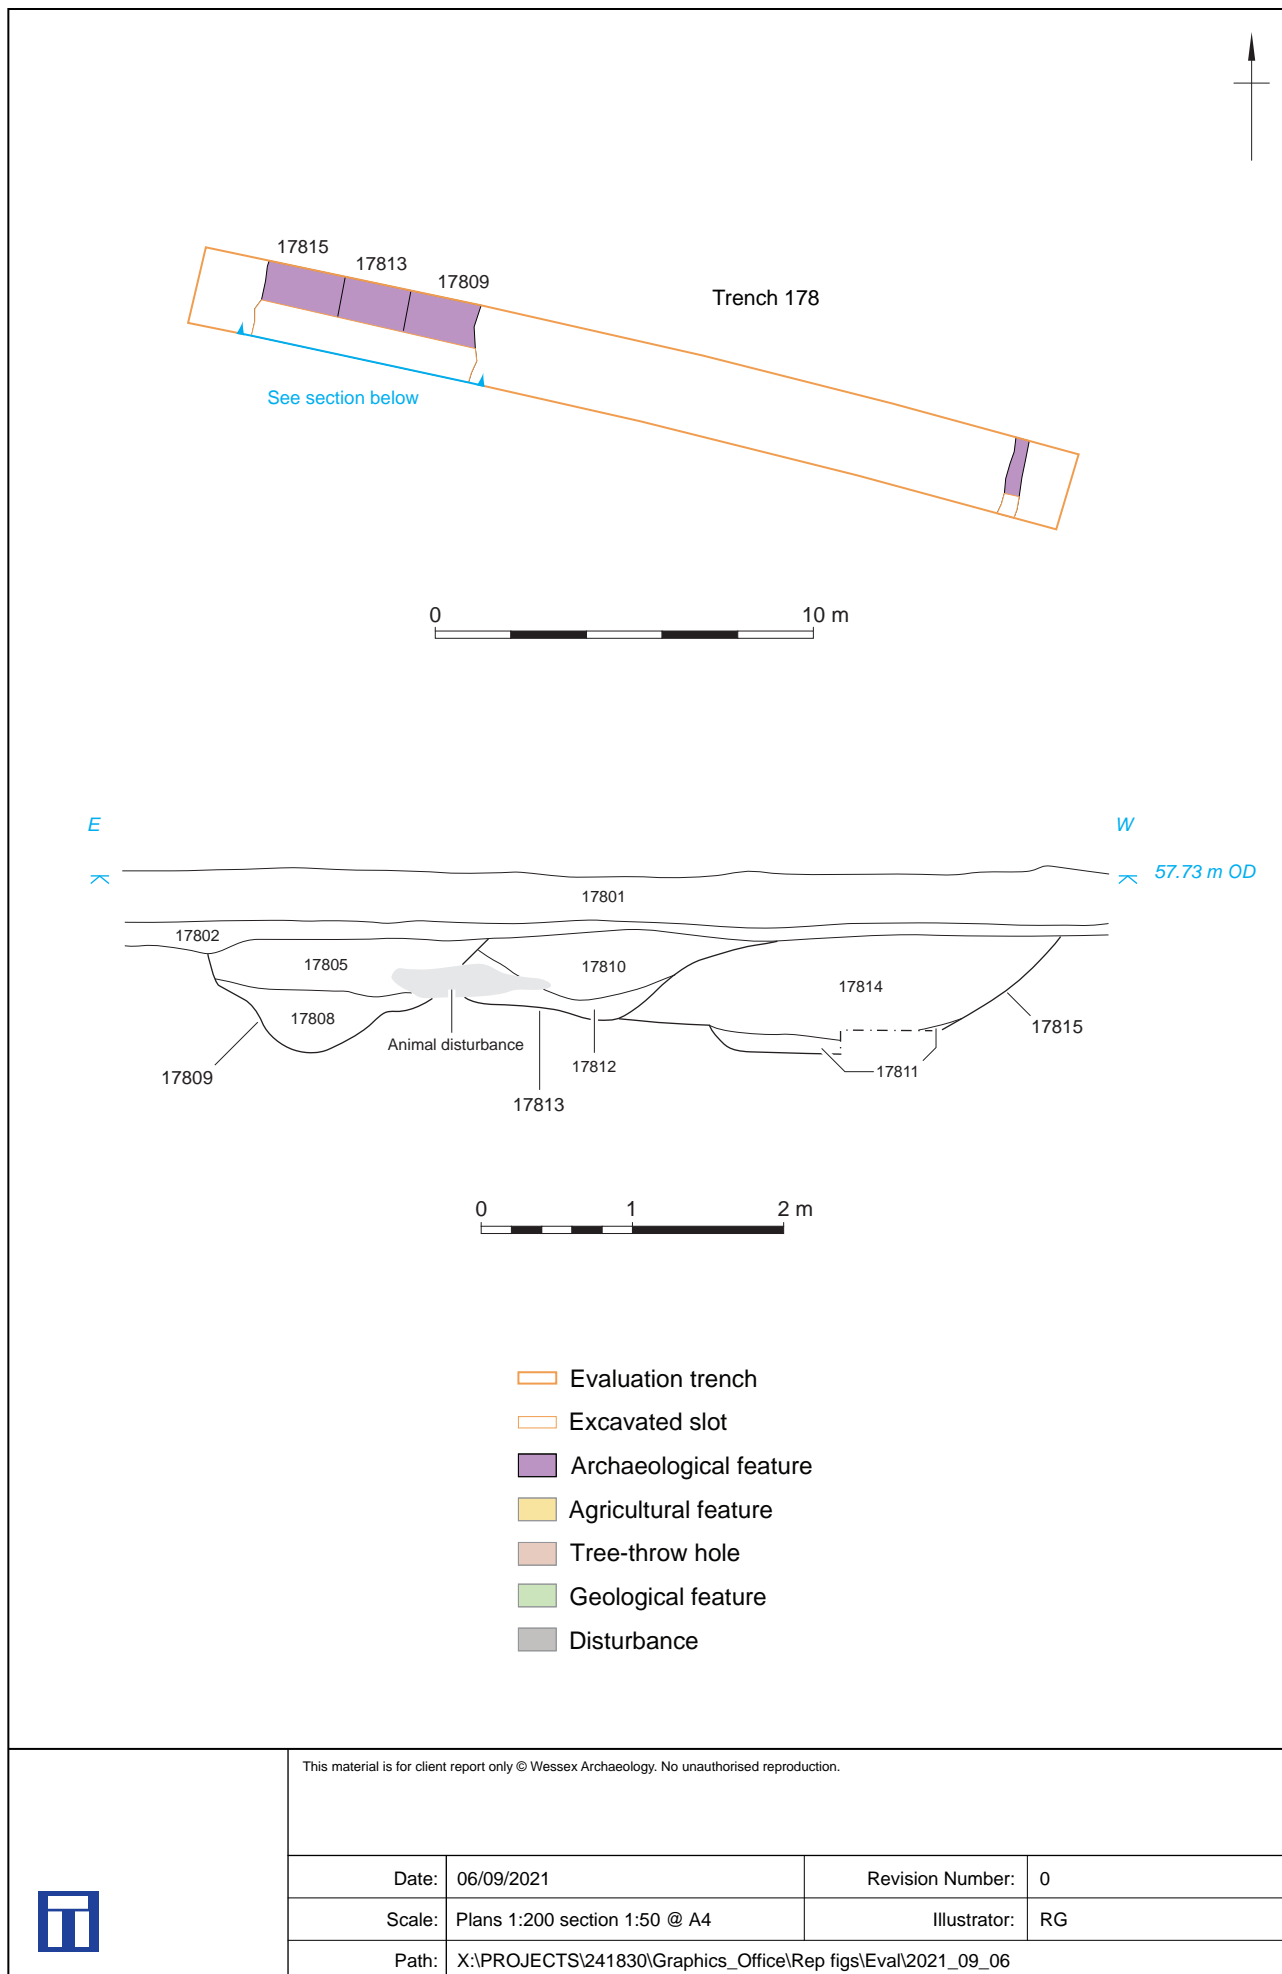 17815
17813
17809
Trench 178
See section below
0 10 m
E W
57.73 m OD
17801
17802
17805 17810
17814
17808
17815
Animal disturbance
17812
17811
17809
17813
0 1 2 m
Evaluation trench
Excavated slot
Archaeological feature
Agricultural feature
Tree-throw hole
Geological feature
Disturbance
This material is for client report only © Wessex Archaeology. No unauthorised reproduction.
Date: 06/09/2021 Revision Number: 0
Scale: Plans 1:200 section 1:50 @ A4 Illustrator: RG
Path: X:\PROJECTS\241830\Graphics_Office\Rep figs\Eval\2021_09_06